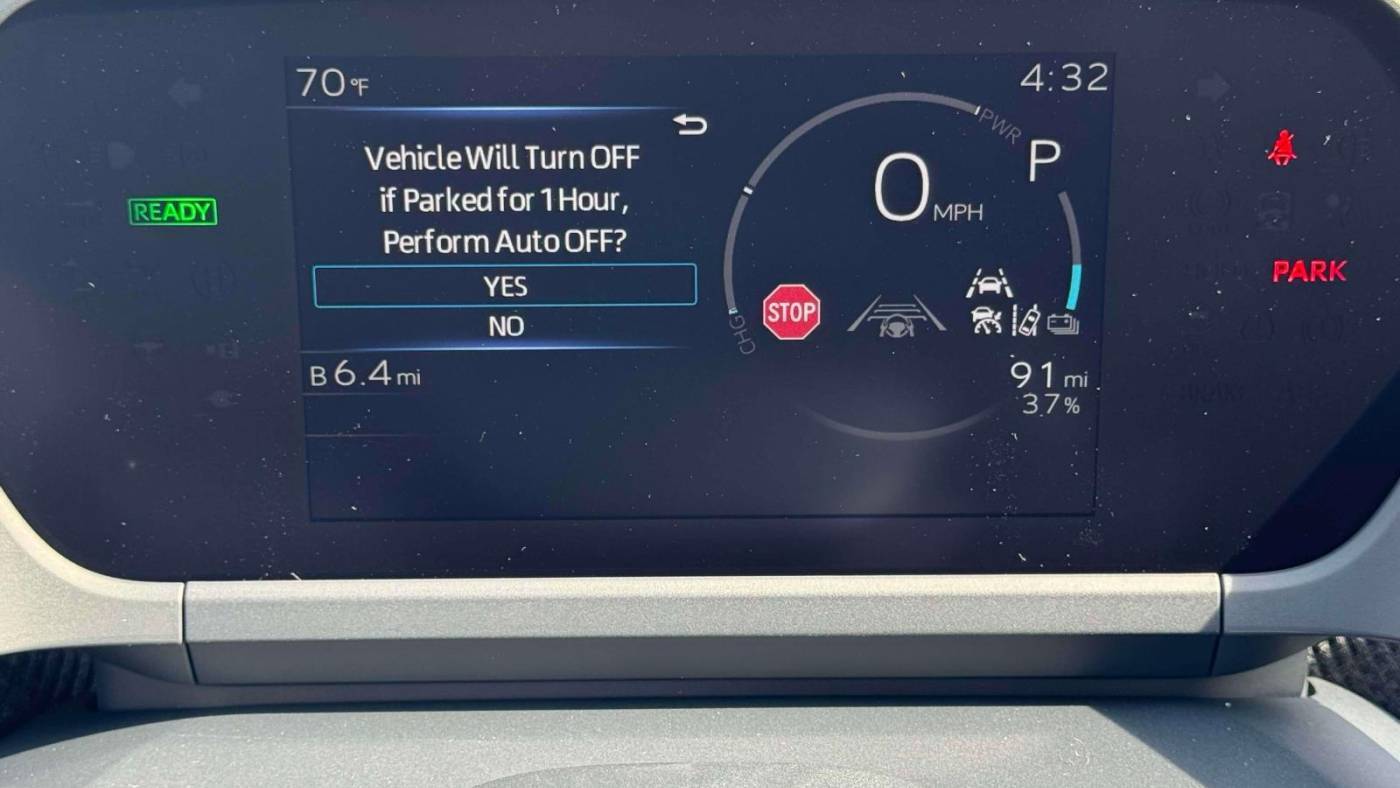 70 °F
4:32
Vehicle Will Turn OFF
if Parked for 1 Hour,
Perform Auto OFF?
YES
NO
B 6.4 mi
READY
PWR
P
0 MPH
STOP
CHG
91 mi
37%
PARK